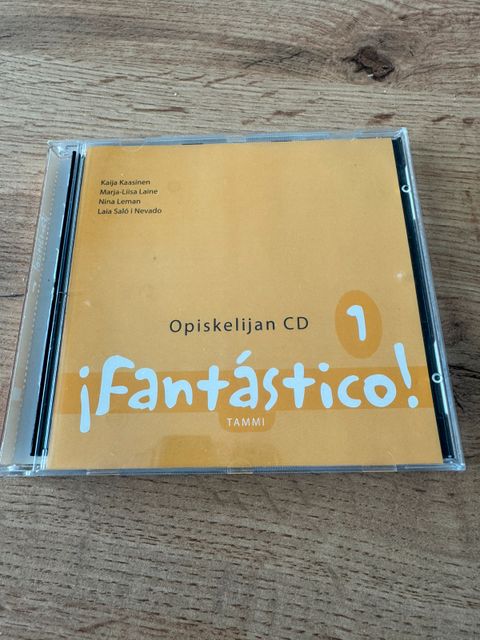 Kaija Kaasinen
Marja-Liisa Laine
Nina Leman
Laia Saló i Nevado
Opiskelijan CD 1
¡Fantástico!
TAMMI